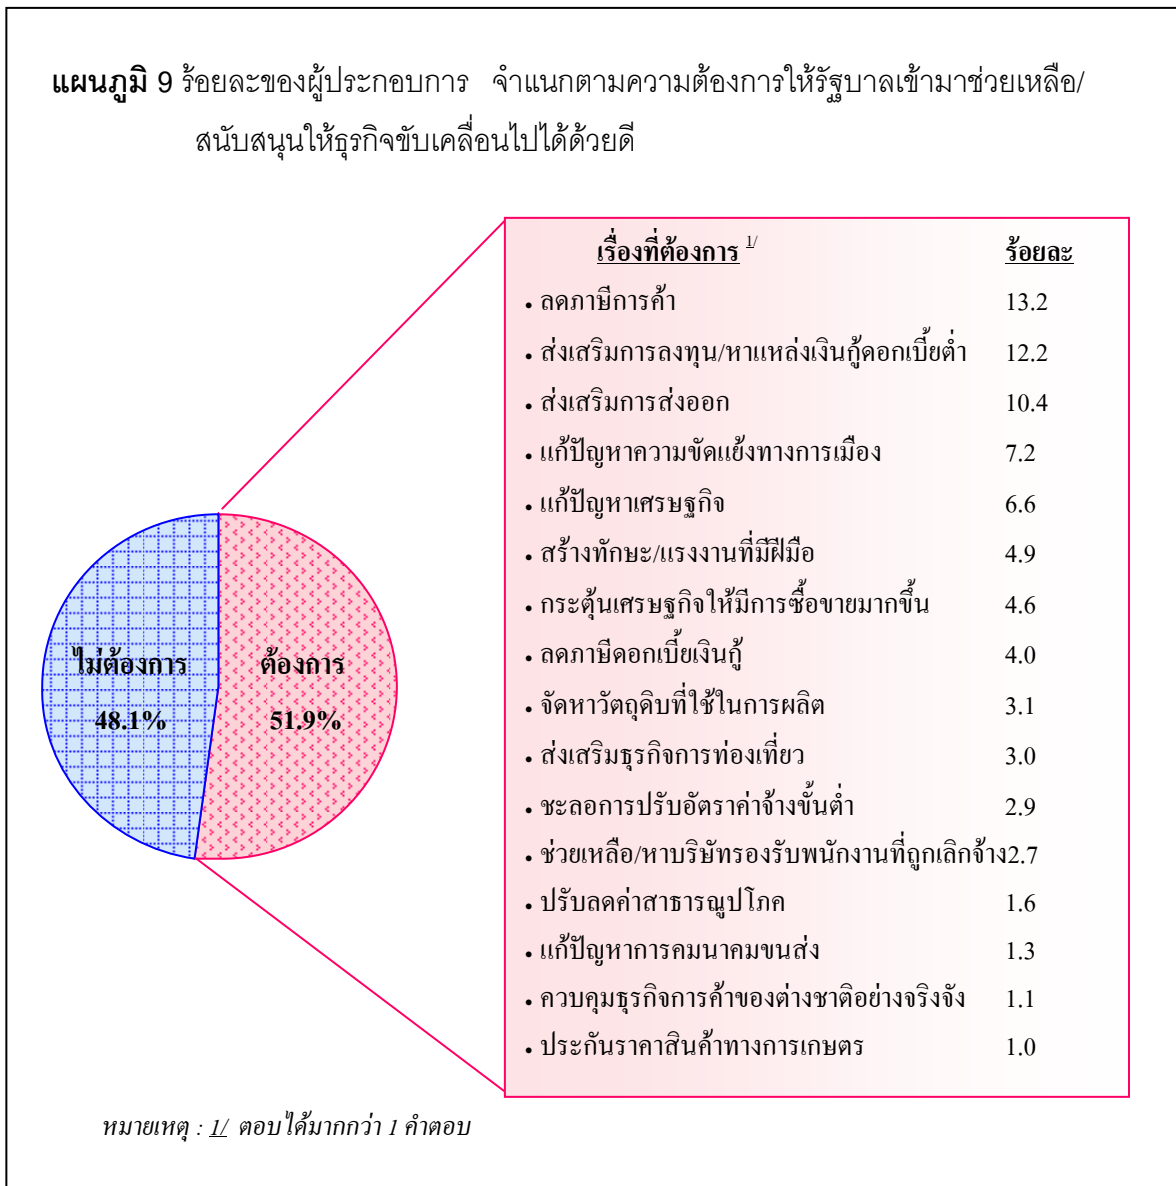 แผนภูมิ 9 ร้อยละของผู้ประกอบการ จำแนกตามความต้องการให้รัฐบาลเข้ามาช่วยเหลือ/
สนับสนุนให้ธุรกิจขับเคลื่อนไปได้ด้วยดี
เรื่องที่ต้องการ 1/ ร้อยละ
• ลดภาษีการค้า 13.2
• ส่งเสริมการลงทุน/หาแหล่งเงินกู้ดอกเบี้ยต่ำ 12.2
• ส่งเสริมการส่งออก 10.4
• แก้ปัญหาความขัดแย้งทางการเมือง 7.2
• แก้ปัญหาเศรษฐกิจ 6.6
• สร้างทักษะ/แรงงานที่มีฝีมือ 4.9
• กระตุ้นเศรษฐกิจให้มีการซื้อขายมากขึ้น 4.6
• ลดภาษีดอกเบี้ยเงินกู้ 4.0
• จัดหาวัตถุดิบที่ใช้ในการผลิต 3.1
• ส่งเสริมธุรกิจการท่องเที่ยว 3.0
• ชะลอการปรับอัตราค่าจ้างขั้นต่ำ 2.9
• ช่วยเหลือ/หาบริษัทรองรับพนักงานที่ถูกเลิกจ้าง2.7
• ปรับลดค่าสาธารณูปโภค 1.6
• แก้ปัญหาการคมนาคมขนส่ง 1.3
• ควบคุมธุรกิจการค้าของต่างชาติอย่างจริงจัง 1.1
• ประกันราคาสินค้าทางการเกษตร 1.0
ไม่ต้องการ
48.1%
ต้องการ
51.9%
หมายเหตุ : 1/ ตอบได้มากกว่า 1 คำตอบ